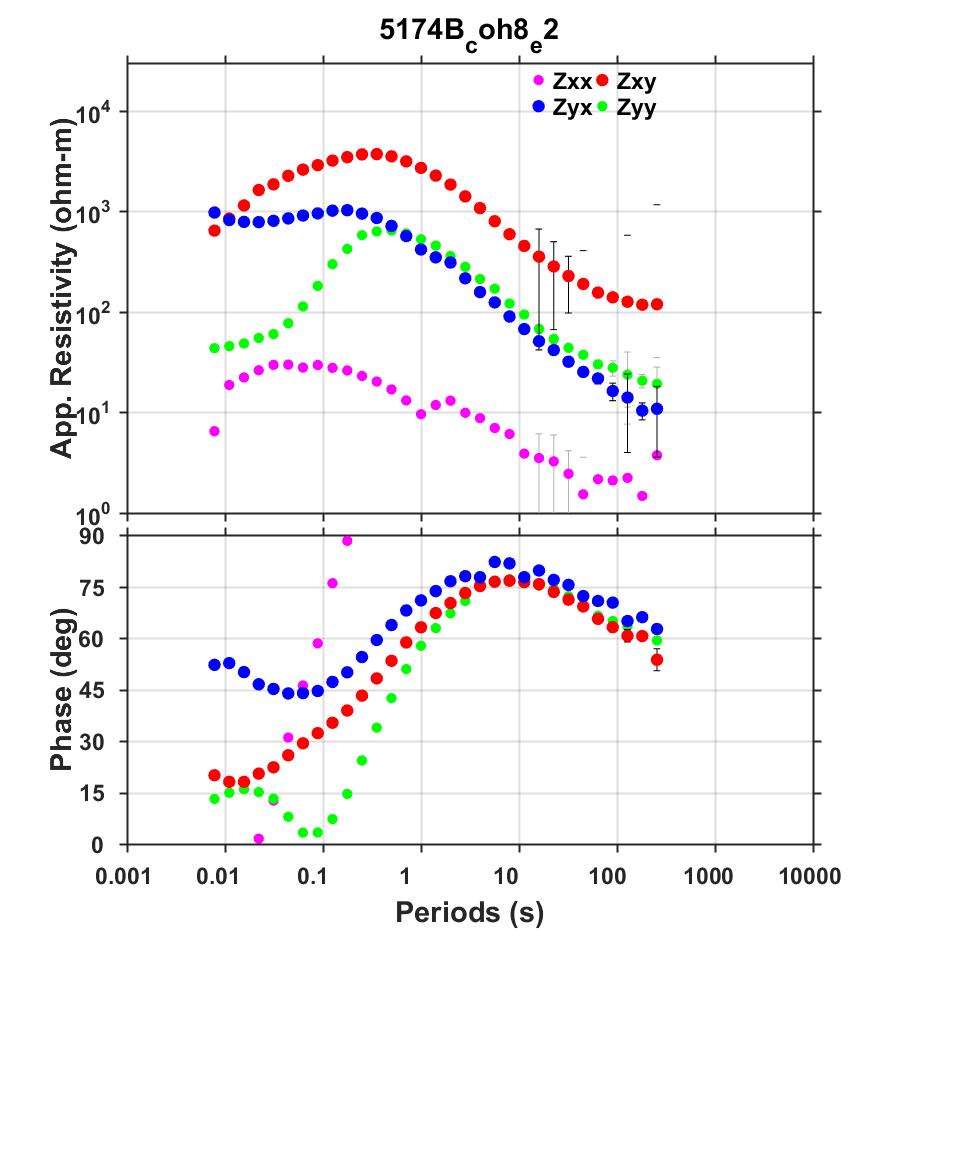 5174B_coh8_e2
Zxx Zxy
Zyx Zyy
App. Resistivity (ohm-m)
10^4
10^3
10^2
10^1
10^0
Phase (deg)
90
75
60
45
30
15
0
0.001 0.01 0.1 1 10 100 1000 10000
Periods (s)